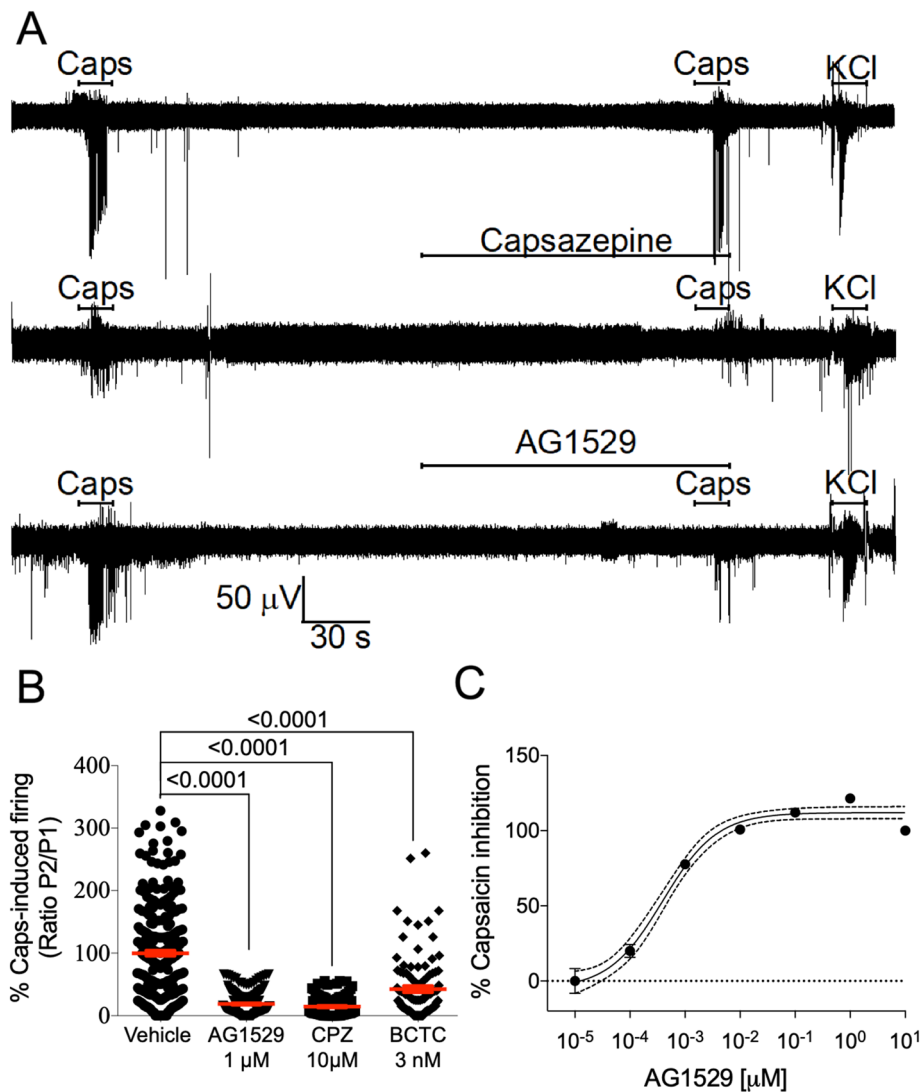 A
Caps Caps KCl
Capsazepine
Caps Caps KCl
AG1529
Caps Caps KCl
50 μV
30 s
B
<0.0001
<0.0001
<0.0001
% Caps-induced firing
(Ratio P2/P1)
400
300
200
100
0
Vehicle AG1529 CPZ BCTC
1 μM 10μM 3 nM
C
% Capsaicin inhibition
150
100
50
0
10⁻⁵ 10⁻⁴ 10⁻³ 10⁻² 10⁻¹ 10⁰ 10¹
AG1529 [μM]